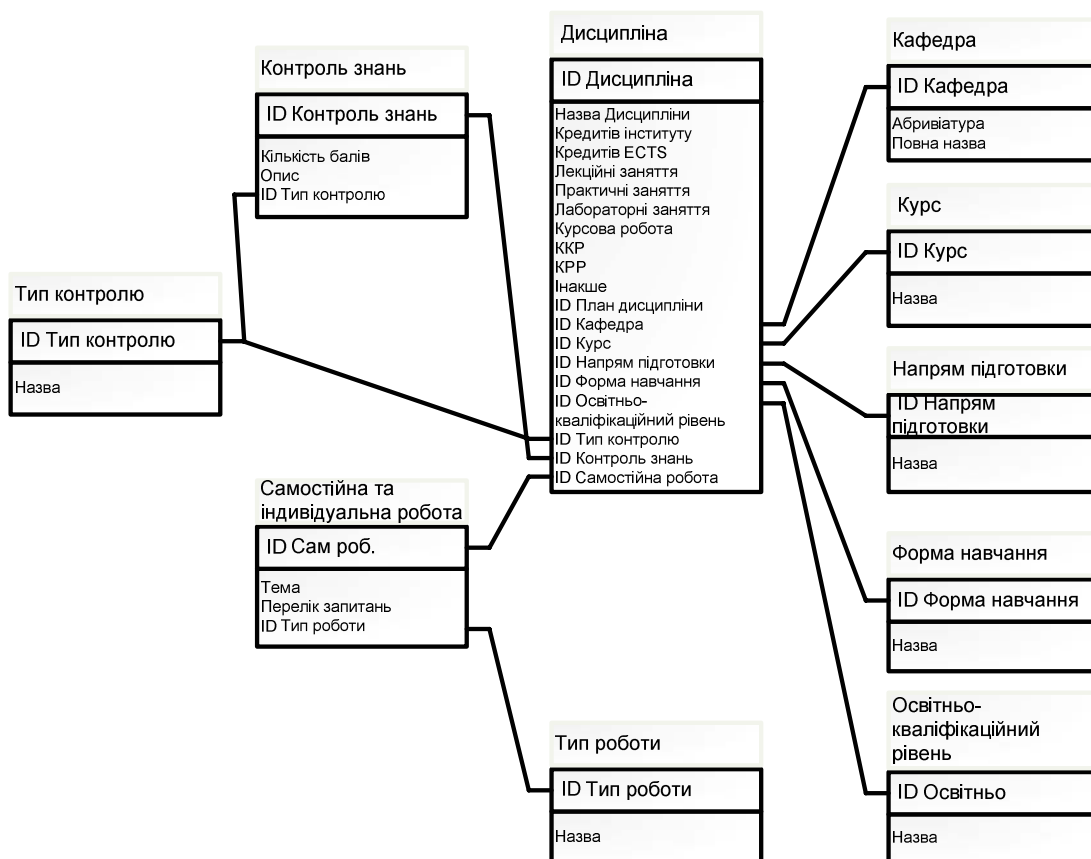 Тип контролю
ID Тип контролю
Назва
Контроль знань
ID Контроль знань
Кількість балів
Опис
ID Тип контролю
Самостійна та
індивідуальна робота
ID Сам роб.
Тема
Перелік запитань
ID Тип роботи
Дисципліна
ID Дисципліна
Назва Дисципліни
Кредитів інституту
Кредитів ECTS
Лекційні заняття
Практичні заняття
Лабораторні заняття
Курсова робота
ККР
КРР
Інакше
ID План дисципліни
ID Кафедра
ID Курс
ID Напрям підготовки
ID Форма навчання
ID Освітньо-
кваліфікаційний рівень
ID Тип контролю
ID Контроль знань
ID Самостійна робота
Тип роботи
ID Тип роботи
Назва
Кафедра
ID Кафедра
Абривіатура
Повна назва
Курс
ID Курс
Назва
Напрям підготовки
ID Напрям
підготовки
Назва
Форма навчання
ID Форма навчання
Назва
Освітньо-
кваліфікаційний
рівень
ID Освітньо
Назва